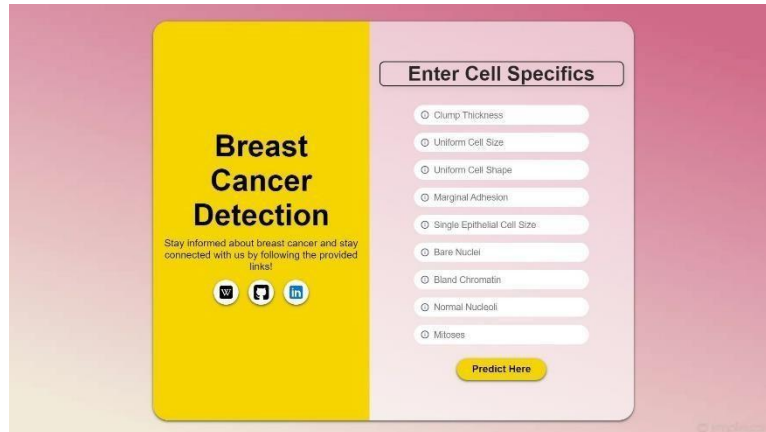 Breast
Cancer
Detection
Stay informed about breast cancer and stay
connected with us by following the provided
links!
W
in
Enter Cell Specifics
Clump Thickness
Uniform Cell Size
Uniform Cell Shape
Marginal Adhesion
Single Epithelial Cell Size
Bare Nuclei
Bland Chromatin
Normal Nucleoli
Mitoses
Predict Here